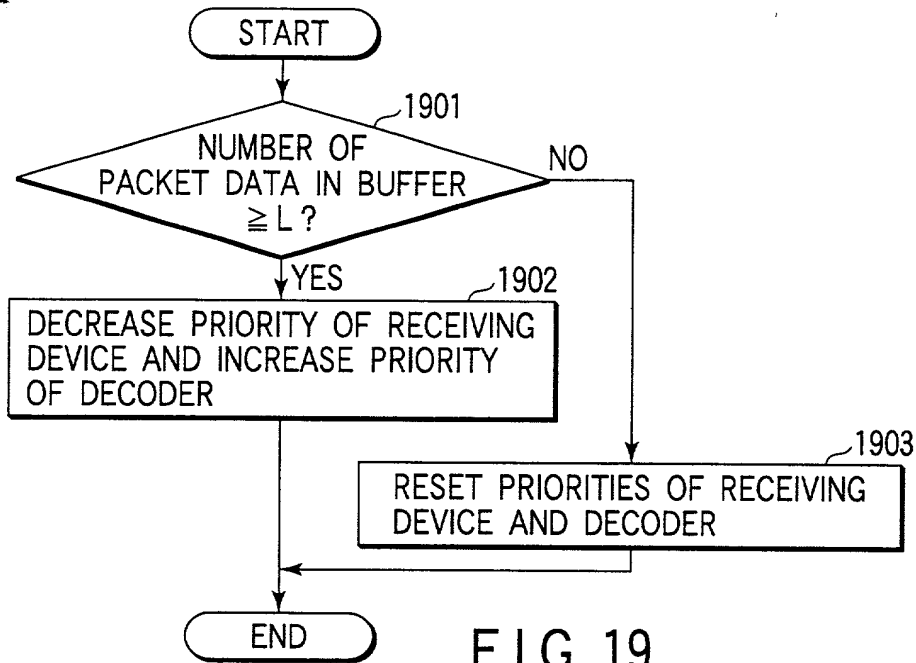 START
1901
NUMBER OF
PACKET DATA IN BUFFER
≧ L ?
NO
YES
1902
DECREASE PRIORITY OF RECEIVING
DEVICE AND INCREASE PRIORITY
OF DECODER
1903
RESET PRIORITIES OF RECEIVING
DEVICE AND DECODER
END
FIG. 19